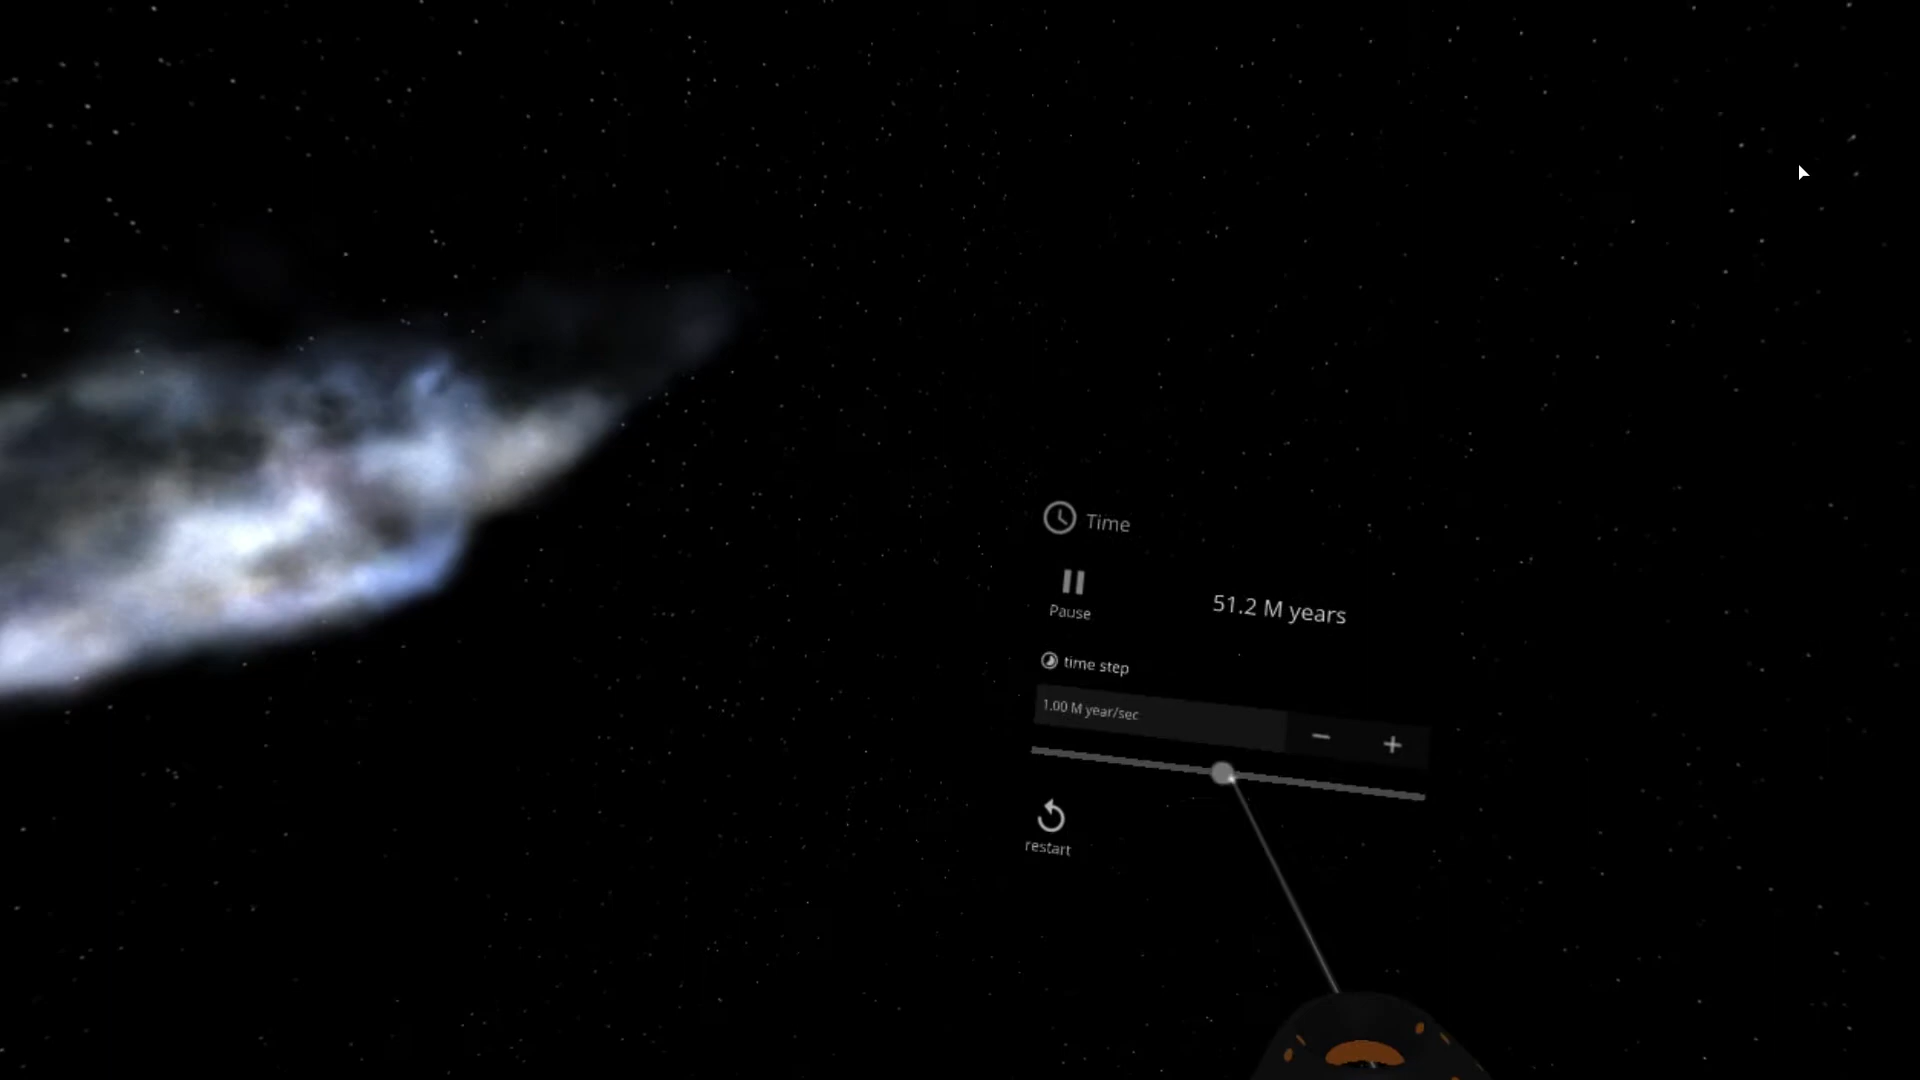 Time
Pause
51.2 M years
time step
1.00 M year/sec
restart